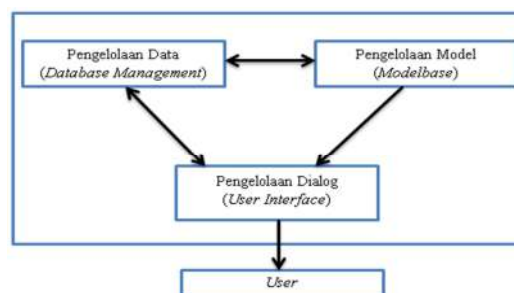 Pengelolaan Data
(Database Management)
Pengelolaan Model
(Modelbase)
Pengelolaan Dialog
(User Interface)
User